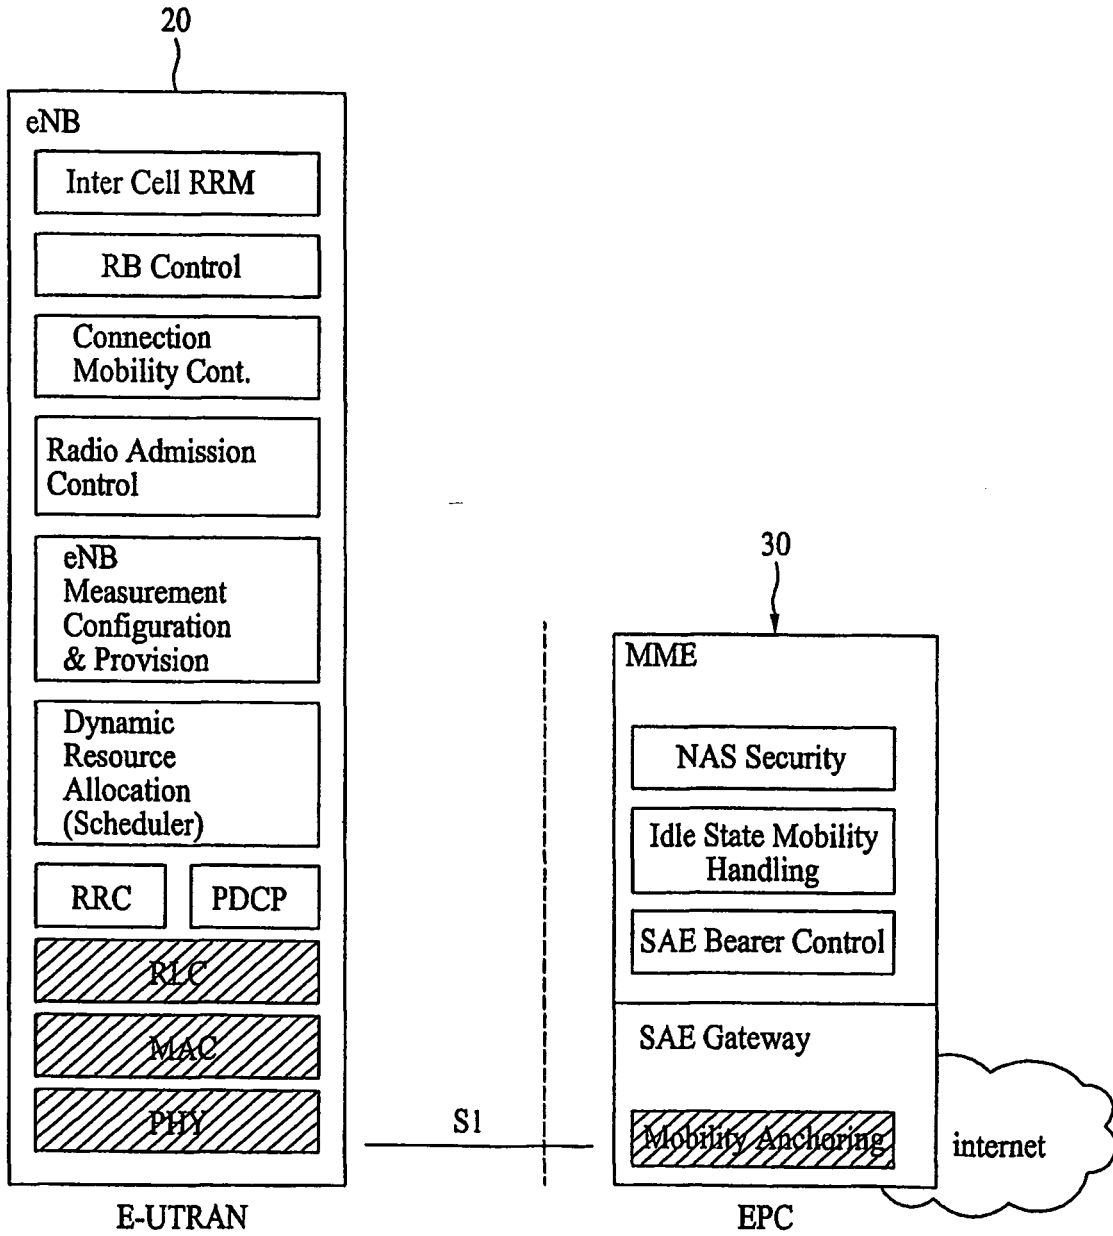 20
eNB
Inter Cell RRM
RB Control
Connection
Mobility Cont.
Radio Admission
Control
eNB
Measurement
Configuration
& Provision
Dynamic
Resource
Allocation
(Scheduler)
RRC
PDCP
RLC
MAC
PHY
E-UTRAN
S1
30
MME
NAS Security
Idle State Mobility
Handling
SAE Bearer Control
SAE Gateway
Mobility Anchoring
EPC
internet